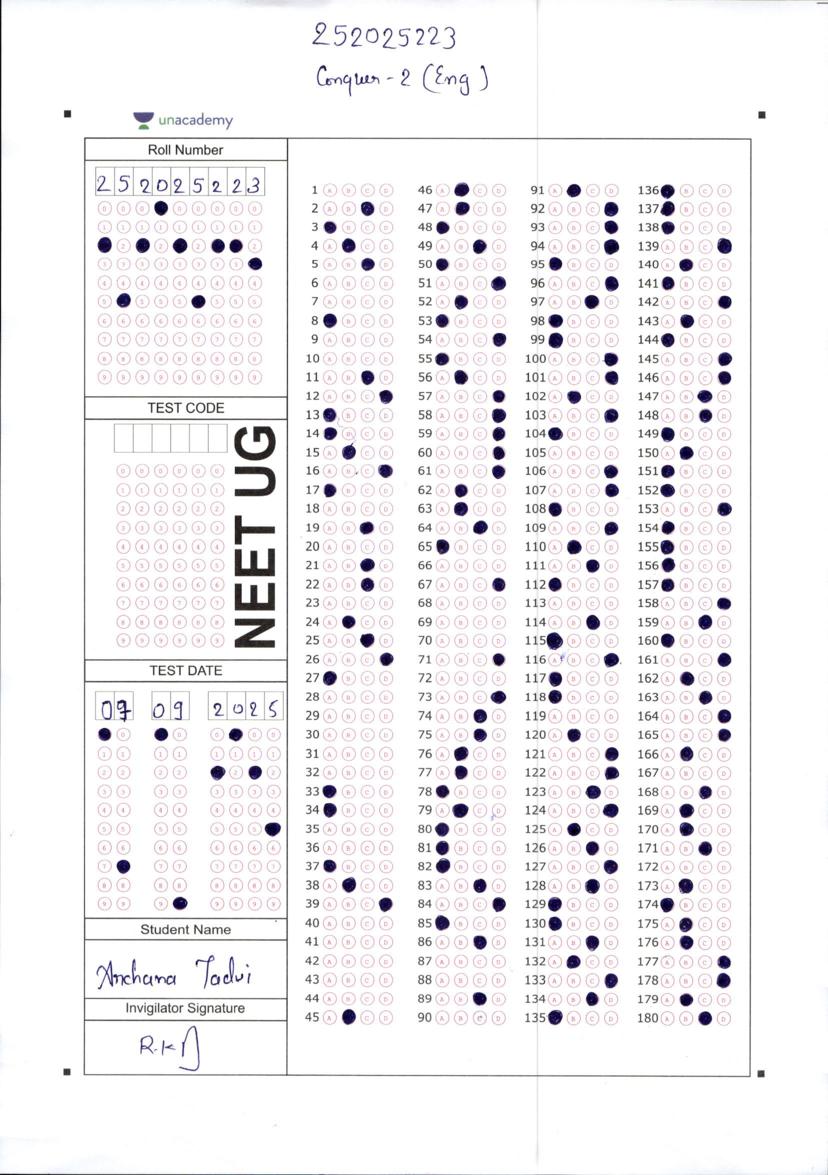 252025223
Conquer-2 (Eng)
unacademy
Roll Number
252025223
TEST CODE
NEET UG
TEST DATE
07 09 2025
Student Name
Anchana Tadvi
Invigilator Signature
R.K
1 A B C D
2 A B D
3 B C D
4 A C D
5 A B D
6 A B C D
7 A B C D
8 B C D
9 A B C D
10 A B C D
11 A B D
12 A B C
13 B C D
14 B C D
15 A C D
16 A B C
17 B C D
18 A B C D
19 A B D
20 A B C D
21 A B D
22 A B D
23 A B C D
24 A C D
25 A B D
26 A B C
27 B C D
28 A B C D
29 A B C D
30 A B C D
31 A B C D
32 A B C D
33 B C D
34 B C D
35 A B C D
36 A B C D
37 B C D
38 A C D
39 A B C
40 A B C D
41 A B C D
42 A B C D
43 A B C D
44 A B C D
45 A C D
46 A C D
47 A C D
48 B C D
49 A B D
50 B C D
51 A B C
52 A C D
53 B C D
54 A B C
55 B C D
56 A C D
57 A B C
58 A B C
59 A B C
60 A B C
61 A B C
62 A C D
63 A C D
64 A B D
65 B C D
66 A B C D
67 A B C
68 A B C D
69 A B C D
70 A B C D
71 A B C
72 A B C D
73 A B C
74 A B D
75 A B D
76 A C D
77 A C D
78 B C D
79 A C D
80 B C D
81 B C D
82 B C D
83 A B D
84 A B C
85 B C D
86 A B D
87 A B C D
88 A B C D
89 A B D
90 A B C D
91 A C D
92 A B C
93 A B C
94 A B C
95 B C D
96 A B C
97 A B D
98 B C D
99 B C D
100 A B C
101 A B C
102 A C D
103 A B C
104 B C D
105 A B C D
106 A B C
107 A B C
108 B C D
109 A B C
110 A C D
111 A B D
112 B C D
113 A B C D
114 A B D
115 B C D
116 A B C
117 B C D
118 B C D
119 A B C D
120 A C D
121 A B C
122 A B C
123 A B D
124 A B C
125 A C D
126 A B D
127 A B C
128 A B D
129 B C D
130 B C D
131 A B D
132 A C D
133 A B C
134 A B D
135 B C D
136 B C D
137 B C D
138 B C D
139 A B C
140 A C D
141 B C D
142 A B C
143 A C D
144 B C D
145 A B C
146 A B C
147 A B D
148 A B D
149 B C D
150 A C D
151 B C D
152 B C D
153 A B C
154 B C D
155 B C D
156 B C D
157 B C D
158 A B C
159 A B D
160 B C D
161 A B C
162 A C D
163 A B D
164 A B C
165 A B C
166 A C D
167 A B C D
168 A B D
169 A C D
170 A C D
171 A B D
172 A B C D
173 A C D
174 B C D
175 A C D
176 A C D
177 A B C
178 A B C
179 A C D
180 A B D